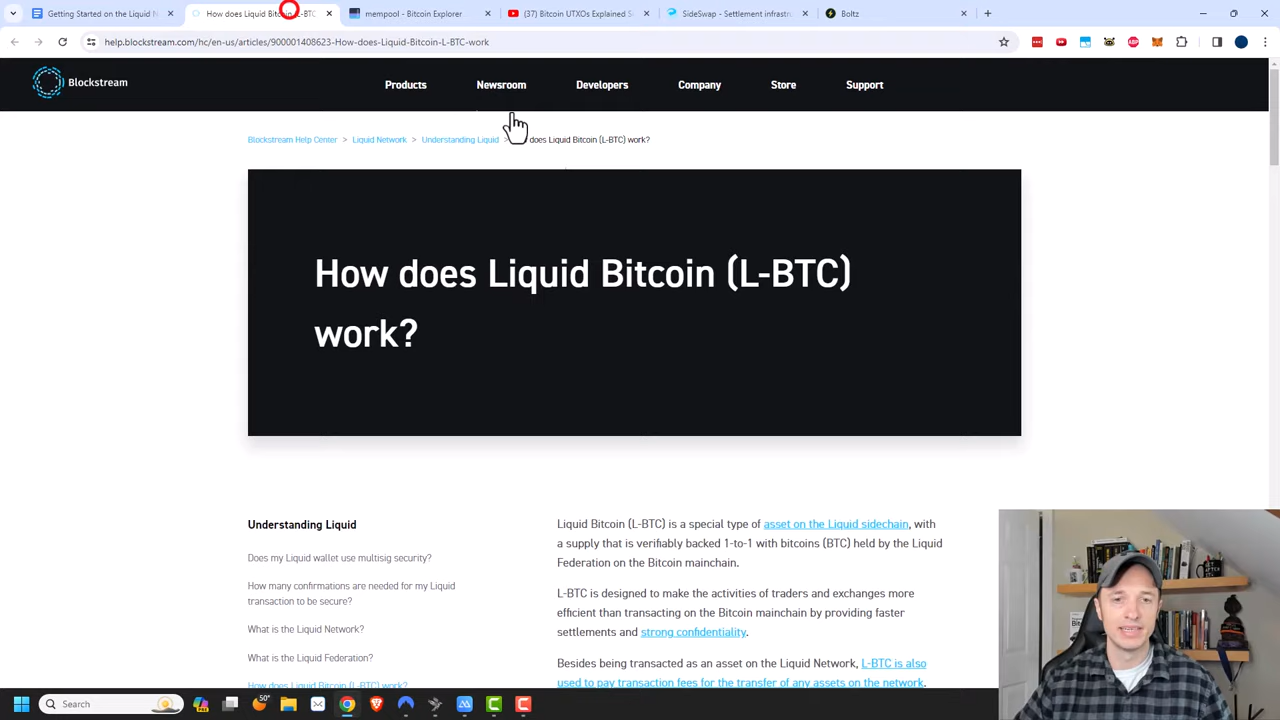 Getting Started on the Liquid N
How does Liquid Bitcoin (L-BTC)
mempool - Bitcoin Explorer
(37) Bitcoin UTXOs Explained S
SideSwap - Settlement infrastru
Boltz
help.blockstream.com/hc/en-us/articles/900001408623-How-does-Liquid-Bitcoin-L-BTC-work
Blockstream
Products
Newsroom
Developers
Company
Store
Support
Blockstream Help Center > Liquid Network > Understanding Liquid > does Liquid Bitcoin (L-BTC) work?
How does Liquid Bitcoin (L-BTC)
work?
Understanding Liquid
Does my Liquid wallet use multisig security?
How many confirmations are needed for my Liquid
transaction to be secure?
What is the Liquid Network?
What is the Liquid Federation?
How does Liquid Bitcoin (L-BTC) work?
Liquid Bitcoin (L-BTC) is a special type of asset on the Liquid sidechain, with
a supply that is verifiably backed 1-to-1 with bitcoins (BTC) held by the Liquid
Federation on the Bitcoin mainchain.
L-BTC is designed to make the activities of traders and exchanges more
efficient than transacting on the Bitcoin mainchain by providing faster
settlements and strong confidentiality.
Besides being transacted as an asset on the Liquid Network, L-BTC is also
used to pay transaction fees for the transfer of any assets on the network.
Search
50°